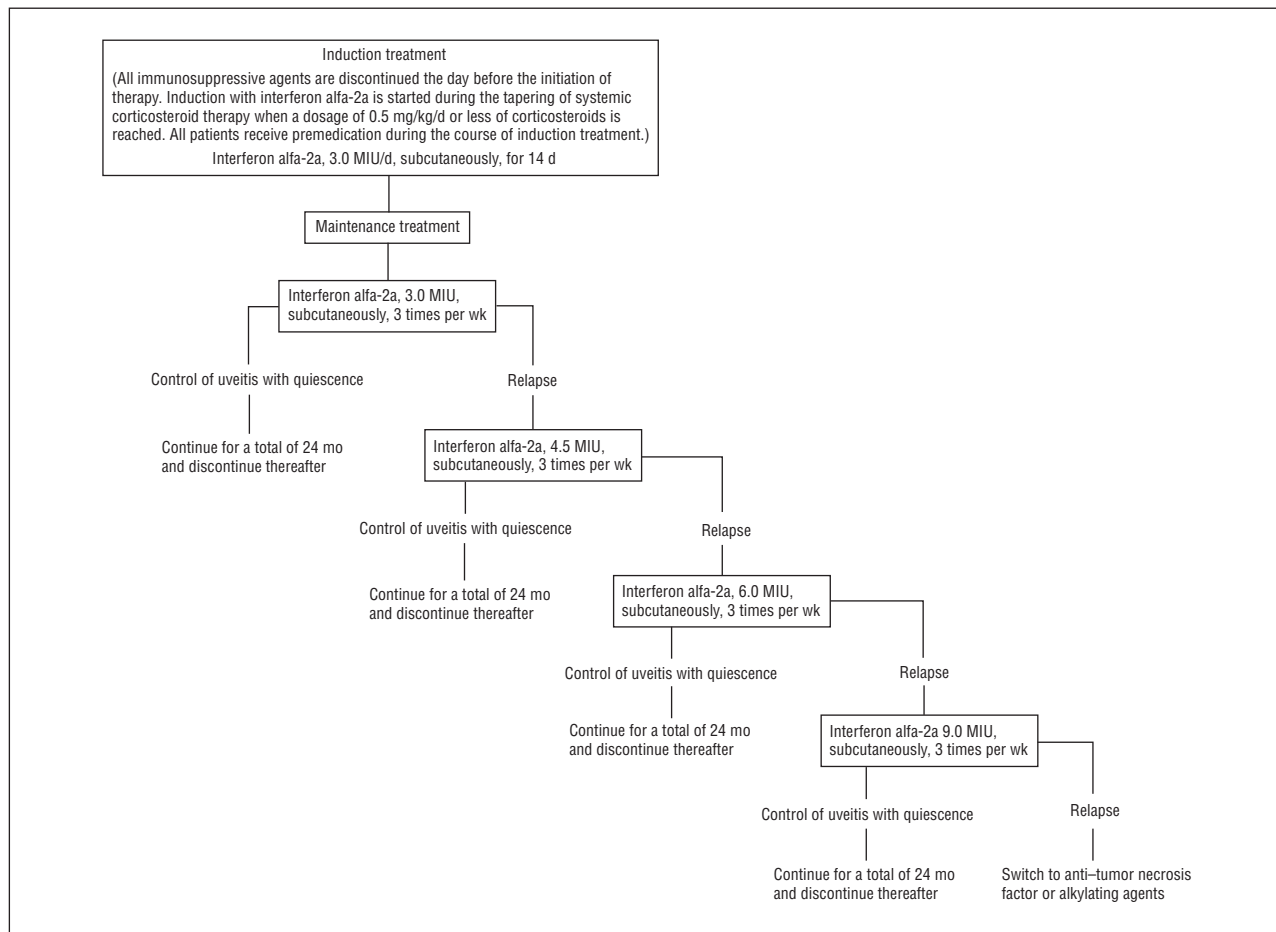 Induction treatment
(All immunosuppressive agents are discontinued the day before the initiation of
therapy. Induction with interferon alfa-2a is started during the tapering of systemic
corticosteroid therapy when a dosage of 0.5 mg/kg/d or less of corticosteroids is
reached. All patients receive premedication during the course of induction treatment.)
Interferon alfa-2a, 3.0 MIU/d, subcutaneously, for 14 d
Maintenance treatment
Interferon alfa-2a, 3.0 MIU,
subcutaneously, 3 times per wk
Control of uveitis with quiescence
Relapse
Continue for a total of 24 mo
and discontinue thereafter
Interferon alfa-2a, 4.5 MIU,
subcutaneously, 3 times per wk
Control of uveitis with quiescence
Relapse
Continue for a total of 24 mo
and discontinue thereafter
Interferon alfa-2a, 6.0 MIU,
subcutaneously, 3 times per wk
Control of uveitis with quiescence
Relapse
Continue for a total of 24 mo
and discontinue thereafter
Interferon alfa-2a 9.0 MIU,
subcutaneously, 3 times per wk
Control of uveitis with quiescence
Relapse
Continue for a total of 24 mo
and discontinue thereafter
Switch to anti–tumor necrosis
factor or alkylating agents